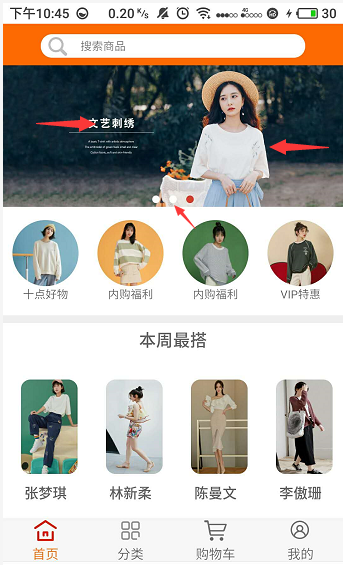 下午10:45 0.20 K/s 4G 30
搜索商品
文艺刺绣
十点好物 内购福利 内购福利 VIP特惠
本周最搭
张梦琪 林新柔 陈曼文 李傲珊
首页 分类 购物车 我的